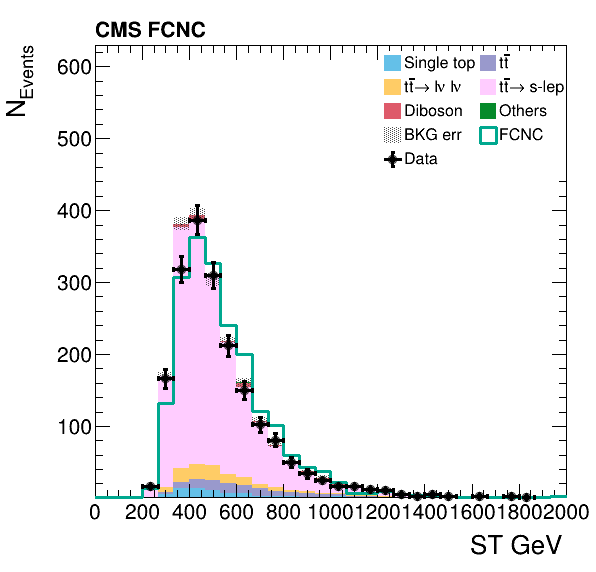 CMS FCNC
N_Events
600
500
400
300
200
100
Single top
tt̄
tt̄→ lν lν
tt̄→ s-lep
Diboson
Others
BKG err
FCNC
Data
0 200 400 600 800 1000 1200 1400 1600 1800 2000
ST GeV